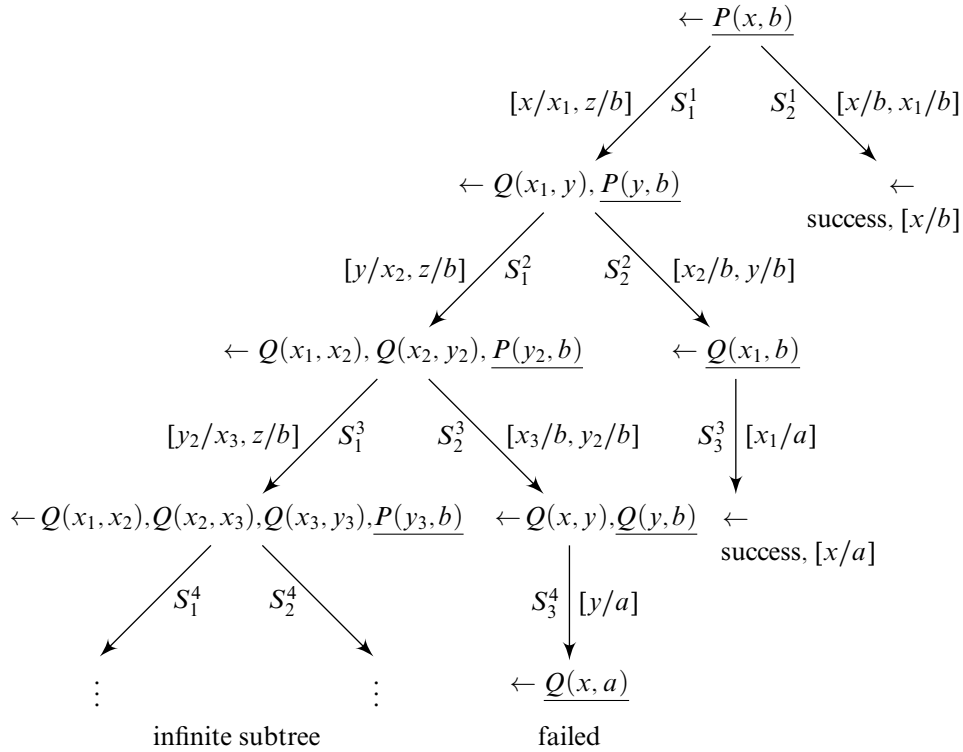 ← P(x, b)
[x/x₁, z/b] S₁¹ S₂¹ [x/b, x₁/b]
← Q(x₁, y), P(y, b) ←
success, [x/b]
[y/x₂, z/b] S₁² S₂² [x₂/b, y/b]
← Q(x₁, x₂), Q(x₂, y₂), P(y₂, b) ← Q(x₁, b)
[y₂/x₃, z/b] S₁³ S₂³ [x₃/b, y₂/b] S₃³ [x₁/a]
← Q(x₁, x₂), Q(x₂, x₃), Q(x₃, y₃), P(y₃, b) ← Q(x, y), Q(y, b) ←
success, [x/a]
S₁⁴ S₂⁴ S₃⁴ [y/a]
⋮ ⋮ ← Q(x, a)
infinite subtree failed